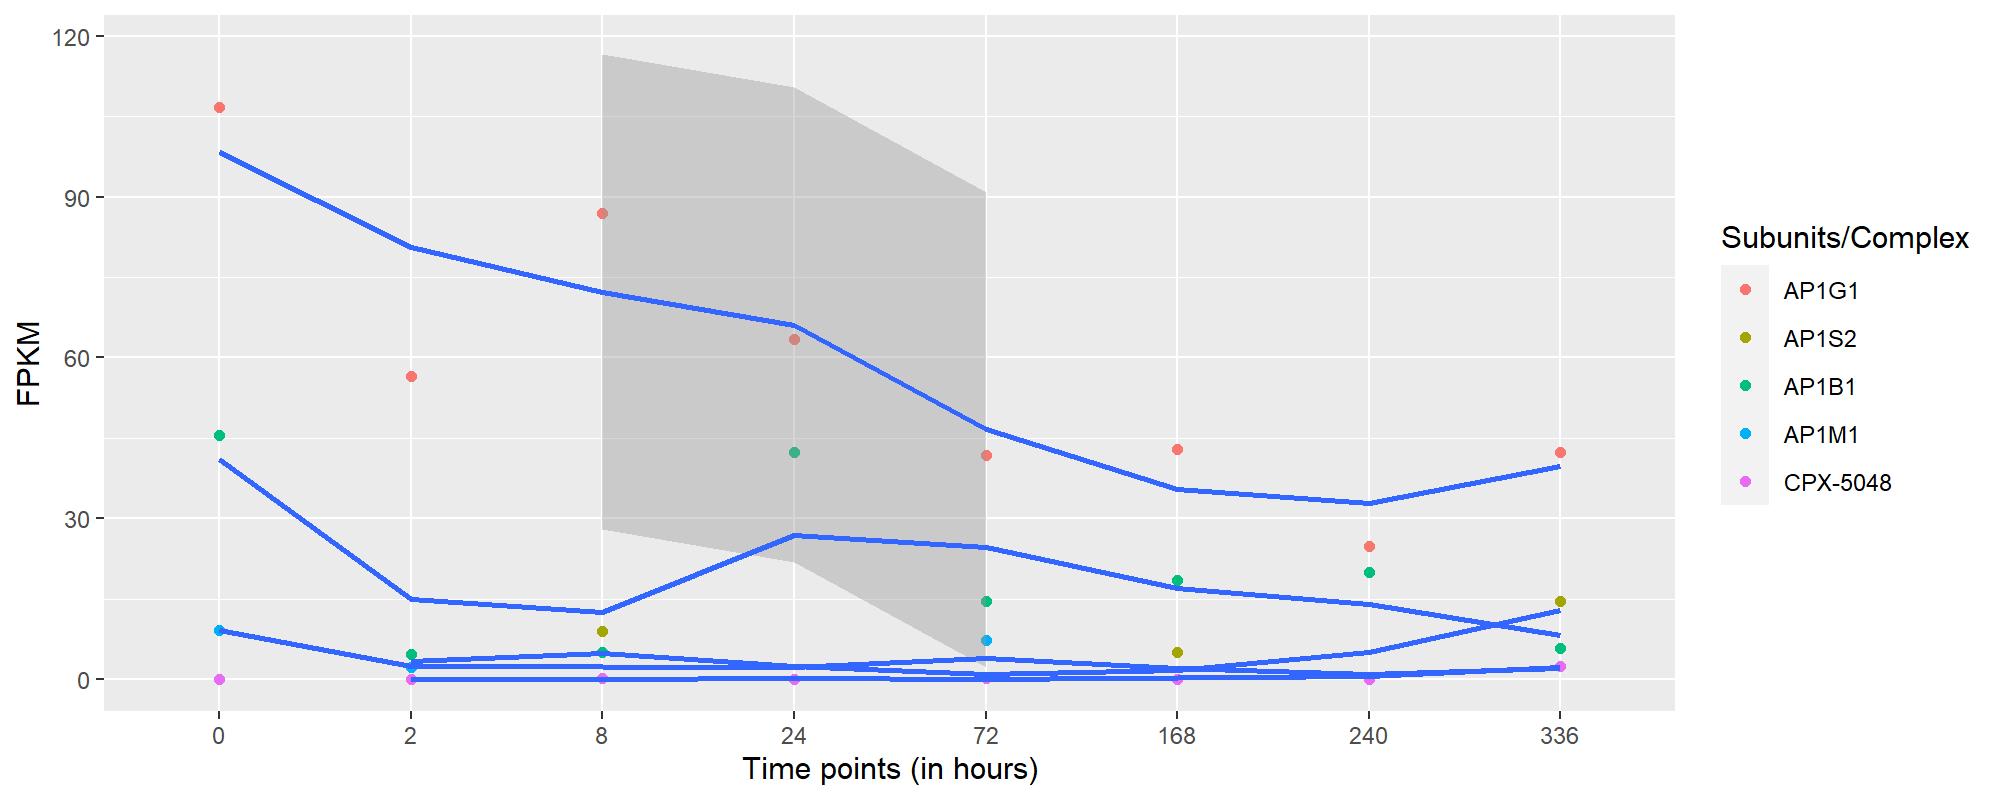 120
90
60
30
0
FPKM
0 2 8 24 72 168 240 336
Time points (in hours)
Subunits/Complex
AP1G1
AP1S2
AP1B1
AP1M1
CPX-5048